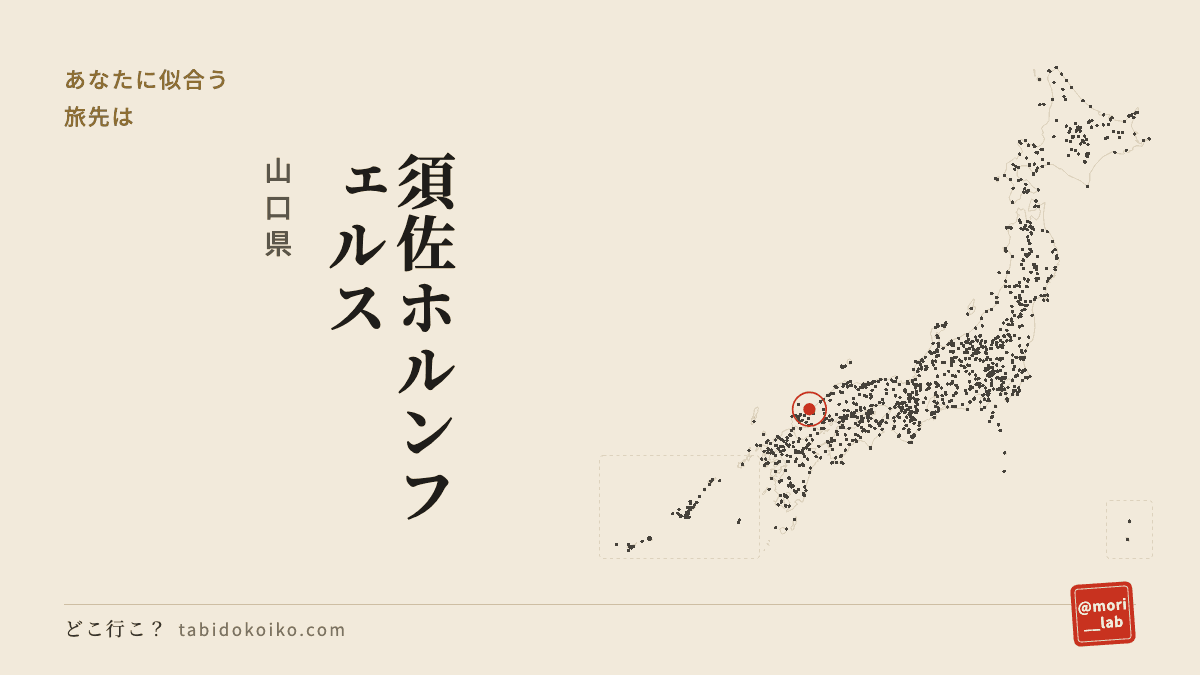 あなたに似合う
旅先は
須佐ホルンフ
ェルス
山口県
どこ行こ？ tabidokoiko.com
@mori
__lab